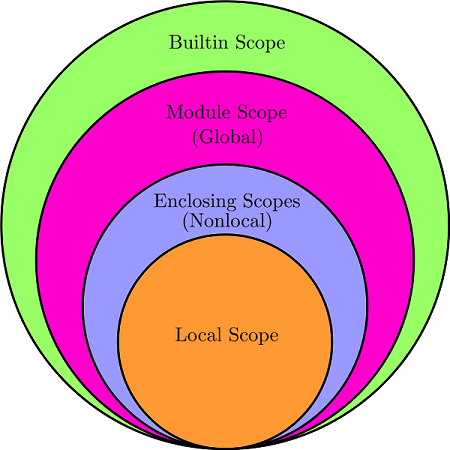 Builtin Scope
Module Scope
(Global)
Enclosing Scopes
(Nonlocal)
Local Scope